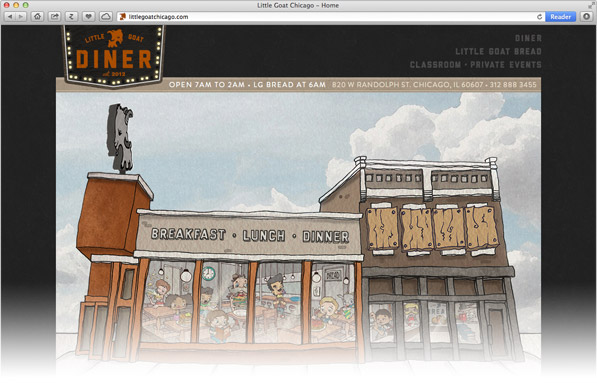 Little Goat Chicago – Home
littlegoatchicago.com
Reader
LITTLE GOAT
DINER
est 2012
DINER
LITTLE GOAT BREAD
CLASSROOM · PRIVATE EVENTS
OPEN 7AM TO 2AM • LG BREAD AT 6AM
820 W RANDOLPH ST. CHICAGO, IL 60607 • 312 888 3455
BREAKFAST · LUNCH · DINNER
BREAD